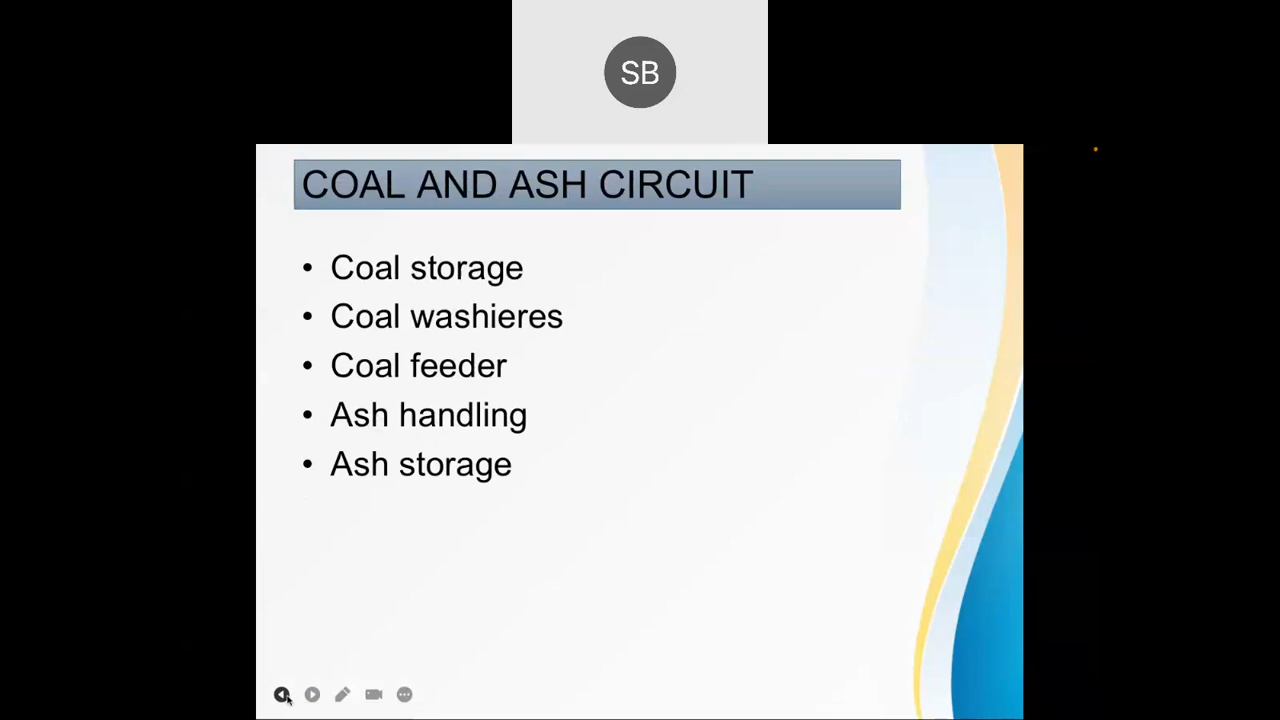 SB
COAL AND ASH CIRCUIT
• Coal storage
• Coal washieres
• Coal feeder
• Ash handling
• Ash storage